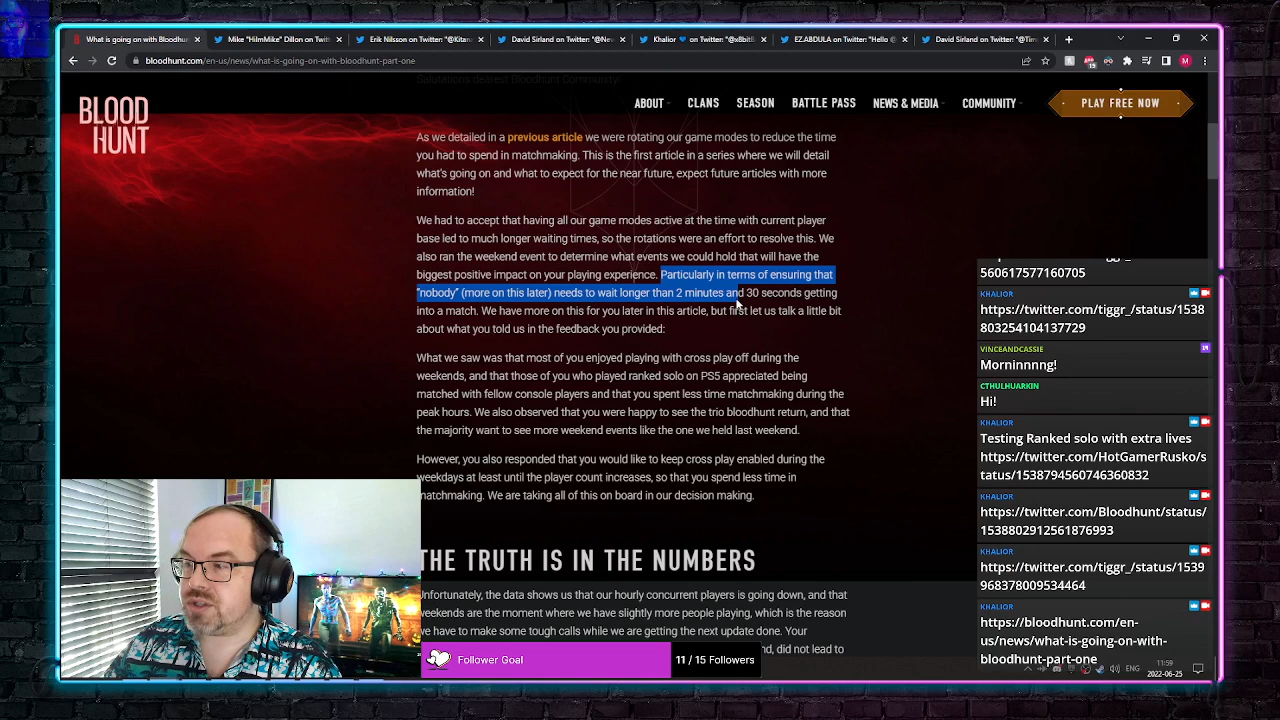 What is going on with Bloodhun
Mike "HilmMike" Dillon on Twitt
Erik Nilsson on Twitter: "@Kitana
David Sirland on Twitter: "@Nev
Khalior 💙 on Twitter: "@x8bitB
EZ.ABDULA on Twitter: "Hello @
David Sirland on Twitter: "@Tim
bloodhunt.com/en-us/news/what-is-going-on-with-bloodhunt-part-one
Salutations dearest Bloodhunt Community!
BLOOD
HUNT
ABOUT
CLANS
SEASON
BATTLE PASS
NEWS & MEDIA
COMMUNITY
PLAY FREE NOW
As we detailed in a previous article we were rotating our game modes to reduce the time
you had to spend in matchmaking. This is the first article in a series where we will detail
what's going on and what to expect for the near future, expect future articles with more
information!
We had to accept that having all our game modes active at the time with current player
base led to much longer waiting times, so the rotations were an effort to resolve this. We
also ran the weekend event to determine what events we could hold that will have the
biggest positive impact on your playing experience. Particularly in terms of ensuring that
"nobody" (more on this later) needs to wait longer than 2 minutes and 30 seconds getting
into a match. We have more on this for you later in this article, but first let us talk a little bit
about what you told us in the feedback you provided:
What we saw was that most of you enjoyed playing with cross play off during the
weekends, and that those of you who played ranked solo on PS5 appreciated being
matched with fellow console players and that you spent less time matchmaking during the
peak hours. We also observed that you were happy to see the trio bloodhunt return, and that
the majority want to see more weekend events like the one we held last weekend.
However, you also responded that you would like to keep cross play enabled during the
weekdays at least until the player count increases, so that you spend less time in
matchmaking. We are taking all of this on board in our decision making.
THE TRUTH IS IN THE NUMBERS
Unfortunately, the data shows us that our hourly concurrent players is going down, and that
weekends are the moment where we have slightly more people playing, which is the reason
we have to make some tough calls while we are getting the next update done. Your
nd, did not lead to
Follower Goal
11 / 15 Followers
560617577160705
KHALIOR
https://twitter.com/tiggr_/status/1538
803254104137729
VINCEANDCASSIE
Morninnnng!
CTHULHUARKIN
Hi!
KHALIOR
Testing Ranked solo with extra lives
https://twitter.com/HotGamerRusko/s
tatus/1538794560746360832
KHALIOR
https://twitter.com/Bloodhunt/status
/1538802912561876993
KHALIOR
https://twitter.com/tiggr_/status/1539
968378009534464
KHALIOR
https://bloodhunt.com/en-
us/news/what-is-going-on-with-
bloodhunt-part-one
ENG
11:59
2022-06-25